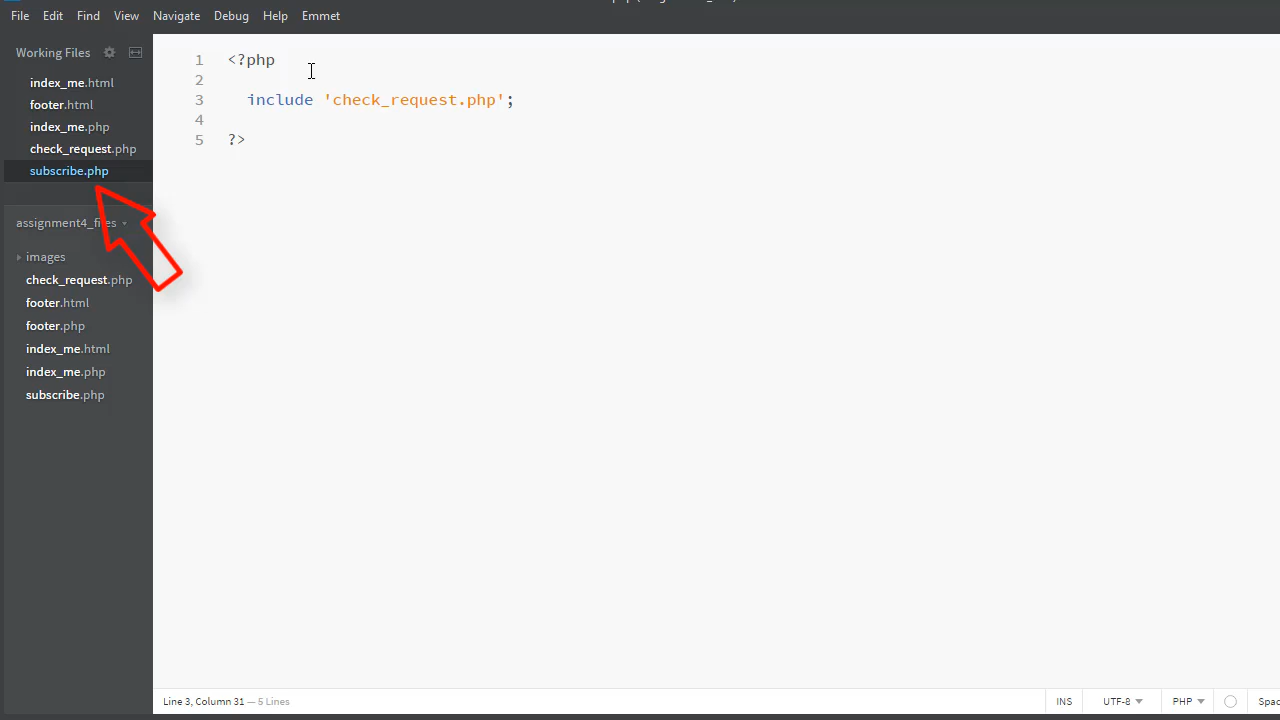 File Edit Find View Navigate Debug Help Emmet
Working Files
index_me.html
footer.html
index_me.php
check_request.php
subscribe.php
assignment4_files
images
check_request.php
footer.html
footer.php
index_me.html
index_me.php
subscribe.php
1 <?php
2
3 include 'check_request.php';
4
5 ?>
Line 3, Column 31 — 5 Lines
INS UTF-8 PHP Spac